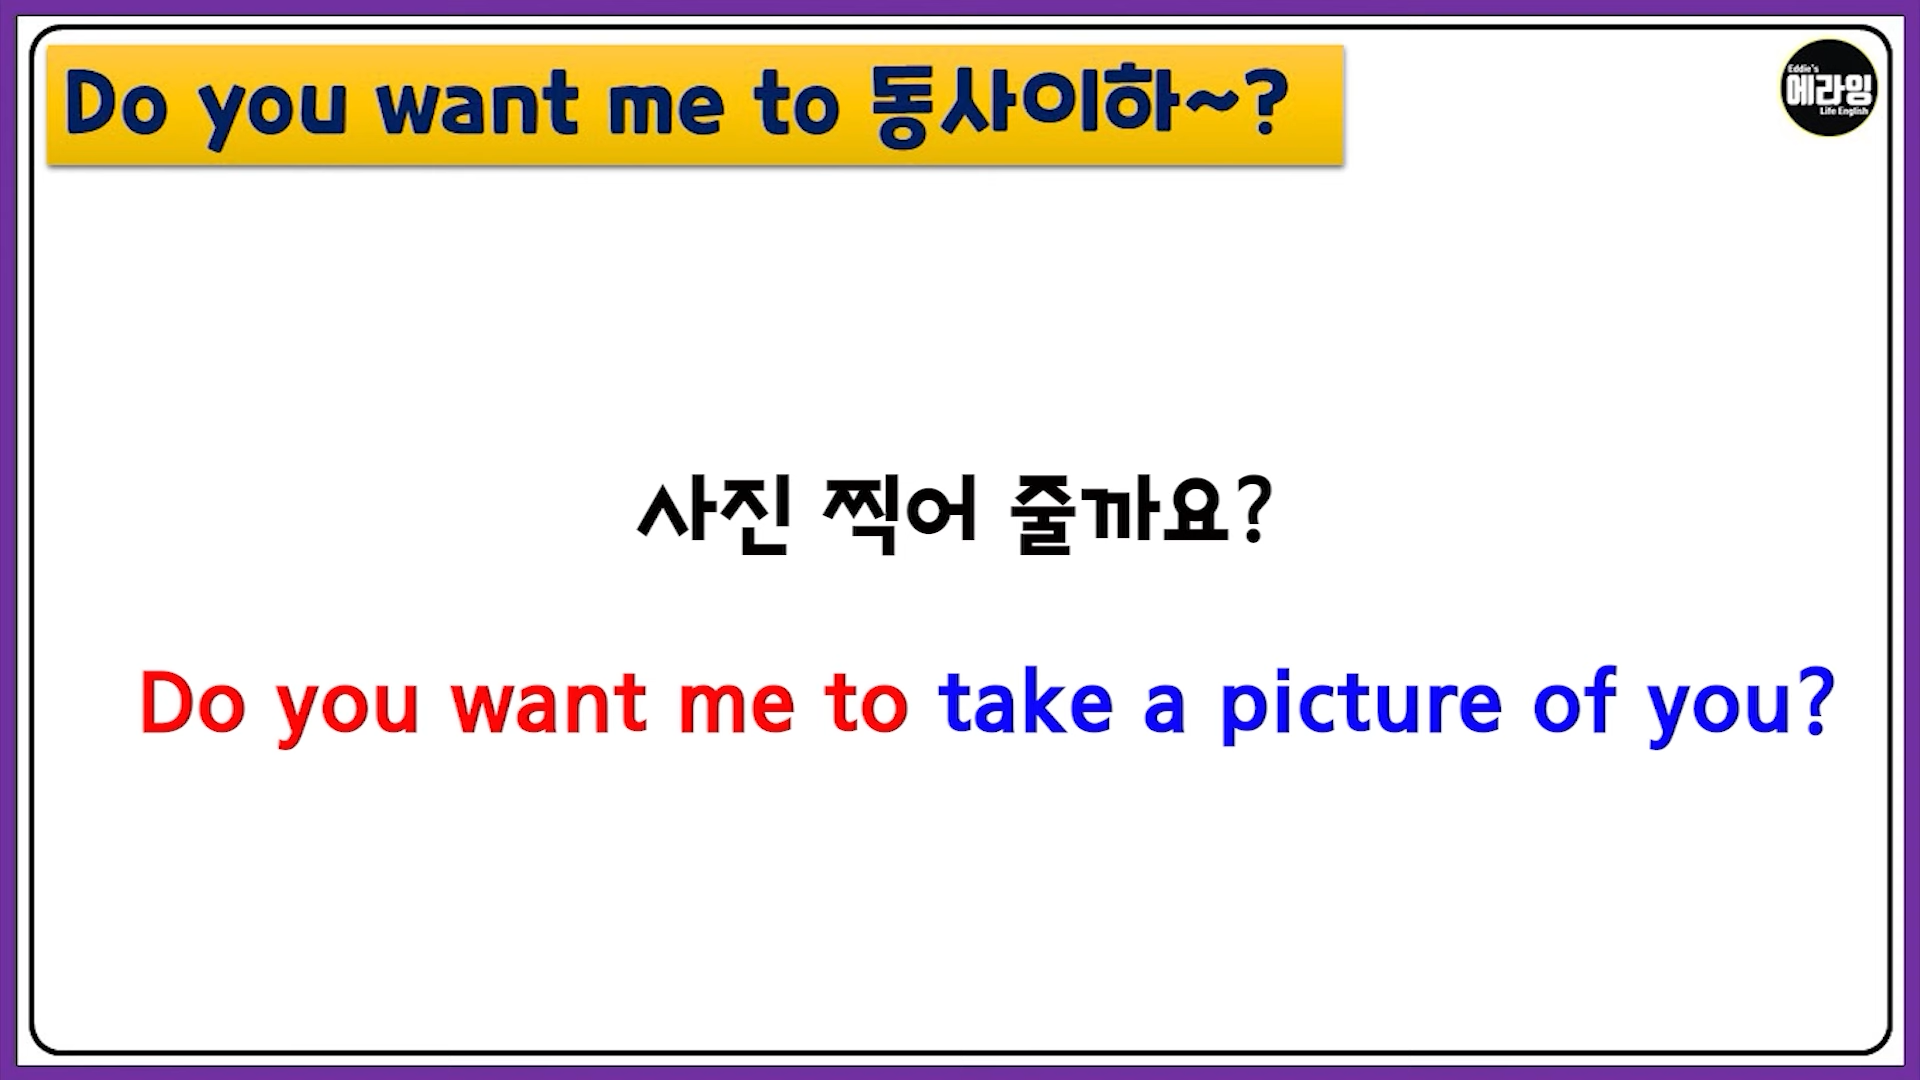 Do you want me to 동사이하~?
Eddie's
에라잉
Life English
사진 찍어 줄까요?
Do you want me to take a picture of you?